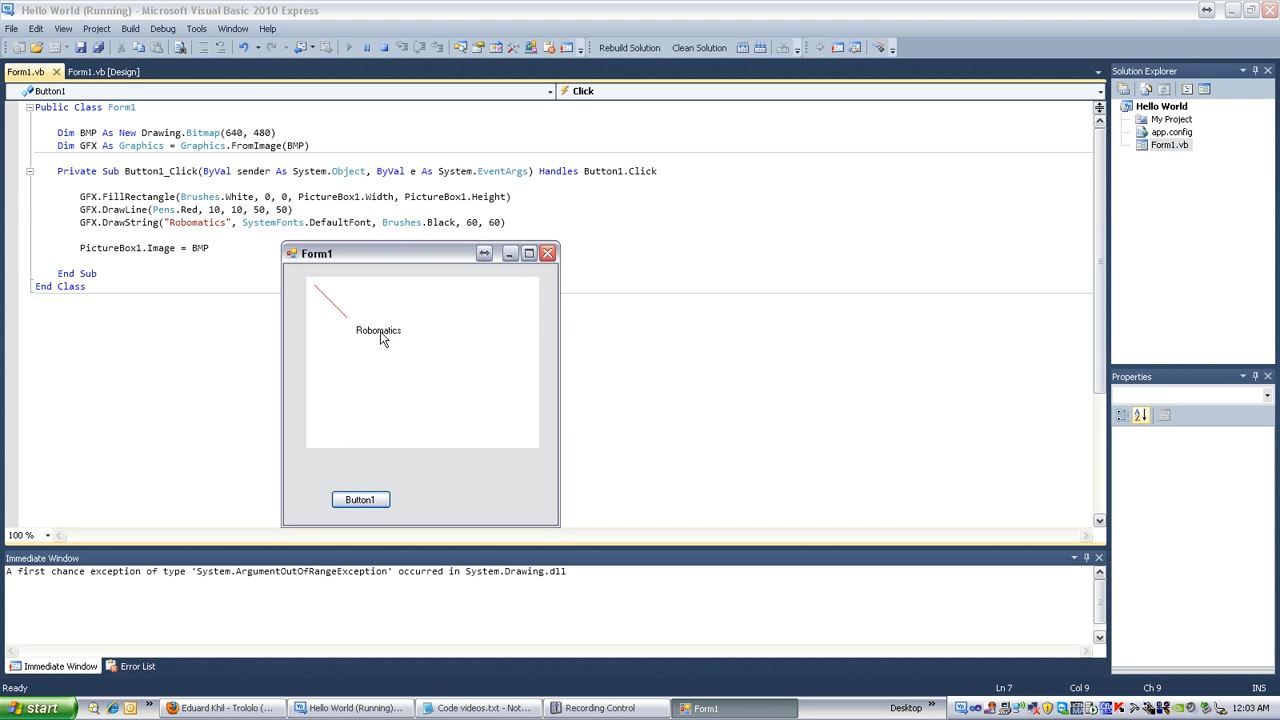 Hello World (Running) - Microsoft Visual Basic 2010 Express
File Edit View Project Build Debug Tools Window Help
Rebuild Solution Clean Solution
Form1.vb Form1.vb [Design]
Button1 Click
Public Class Form1
Dim BMP As New Drawing.Bitmap(640, 480)
Dim GFX As Graphics = Graphics.FromImage(BMP)
Private Sub Button1_Click(ByVal sender As System.Object, ByVal e As System.EventArgs) Handles Button1.Click
GFX.FillRectangle(Brushes.White, 0, 0, PictureBox1.Width, PictureBox1.Height)
GFX.DrawLine(Pens.Red, 10, 10, 50, 50)
GFX.DrawString("Robomatics", SystemFonts.DefaultFont, Brushes.Black, 60, 60)
PictureBox1.Image = BMP
End Sub
End Class
Form1
Robomatics
Button1
100 %
Immediate Window
A first chance exception of type 'System.ArgumentOutOfRangeException' occurred in System.Drawing.dll
Immediate Window Error List
Ready Ln 7 Col 9 Ch 9 INS
Solution Explorer
Hello World
My Project
app.config
Form1.vb
Properties
start Eduard Khil - Trololo (... Hello World (Running)... Code videos.txt - Not... Recording Control Form1 Desktop 12:03 AM